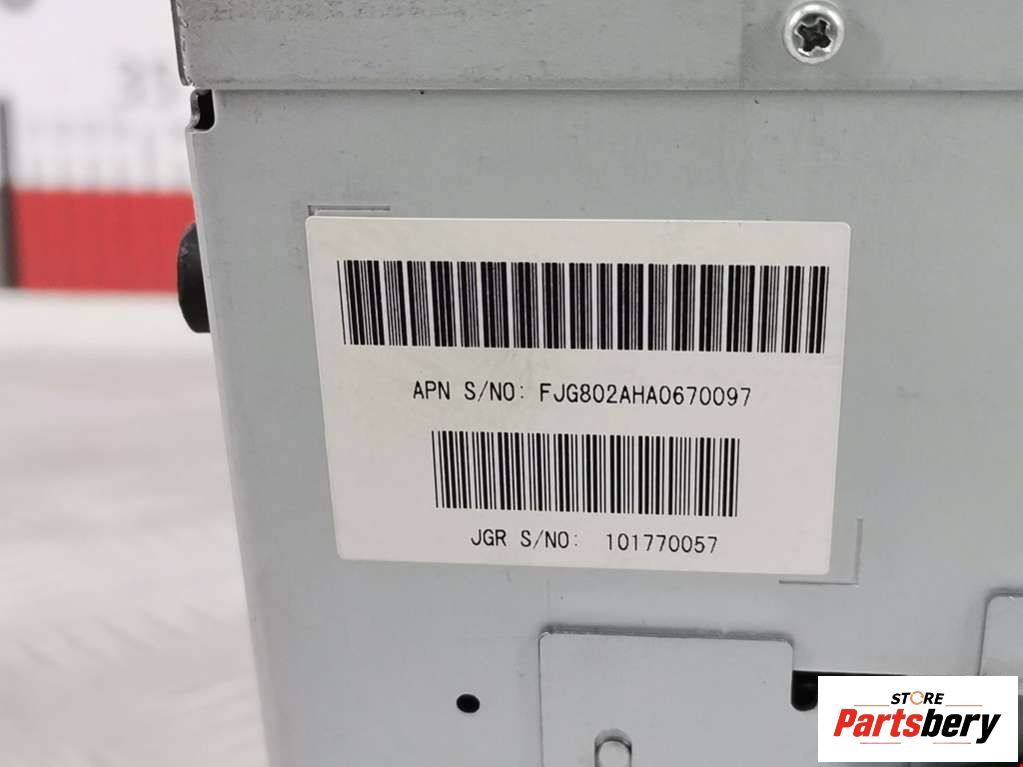 APN S/NO: FJG802AHA0670097
JGR S/NO: 101770057
STORE
Partsbery